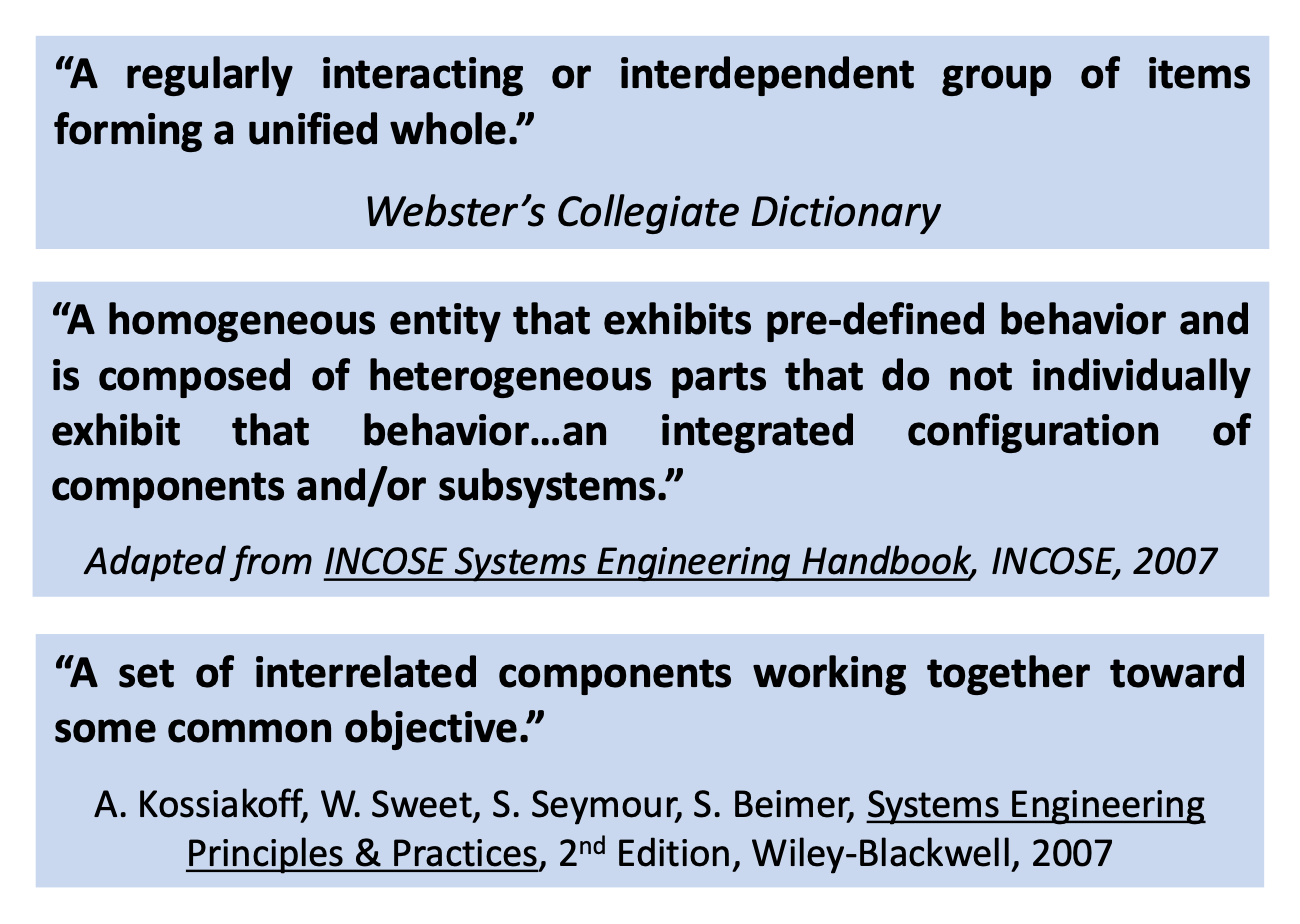 “A regularly interacting or interdependent group of items
forming a unified whole.”
Webster’s Collegiate Dictionary
“A homogeneous entity that exhibits pre-defined behavior and
is composed of heterogeneous parts that do not individually
exhibit that behavior…an integrated configuration of
components and/or subsystems.”
Adapted from INCOSE Systems Engineering Handbook, INCOSE, 2007
“A set of interrelated components working together toward
some common objective.”
A. Kossiakoff, W. Sweet, S. Seymour, S. Beimer, Systems Engineering
Principles & Practices, 2nd Edition, Wiley-Blackwell, 2007